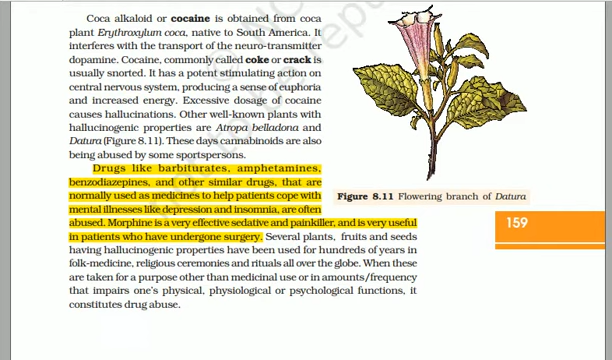 Coca alkaloid or cocaine is obtained from coca
plant Erythroxylum coca, native to South America. It
interferes with the transport of the neuro-transmitter
dopamine. Cocaine, commonly called coke or crack is
usually snorted. It has a potent stimulating action on
central nervous system, producing a sense of euphoria
and increased energy. Excessive dosage of cocaine
causes hallucinations. Other well-known plants with
hallucinogenic properties are Atropa belladona and
Datura (Figure 8.11). These days cannabinoids are also
being abused by some sportspersons.
Drugs like barbiturates, amphetamines,
benzodiazepines, and other similar drugs, that are
normally used as medicines to help patients cope with
mental illnesses like depression and insomnia, are often
abused. Morphine is a very effective sedative and painkiller, and is very useful
in patients who have undergone surgery. Several plants, fruits and seeds
having hallucinogenic properties have been used for hundreds of years in
folk-medicine, religious ceremonies and rituals all over the globe. When these
are taken for a purpose other than medicinal use or in amounts/frequency
that impairs one's physical, physiological or psychological functions, it
constitutes drug abuse.
Figure 8.11 Flowering branch of Datura
159